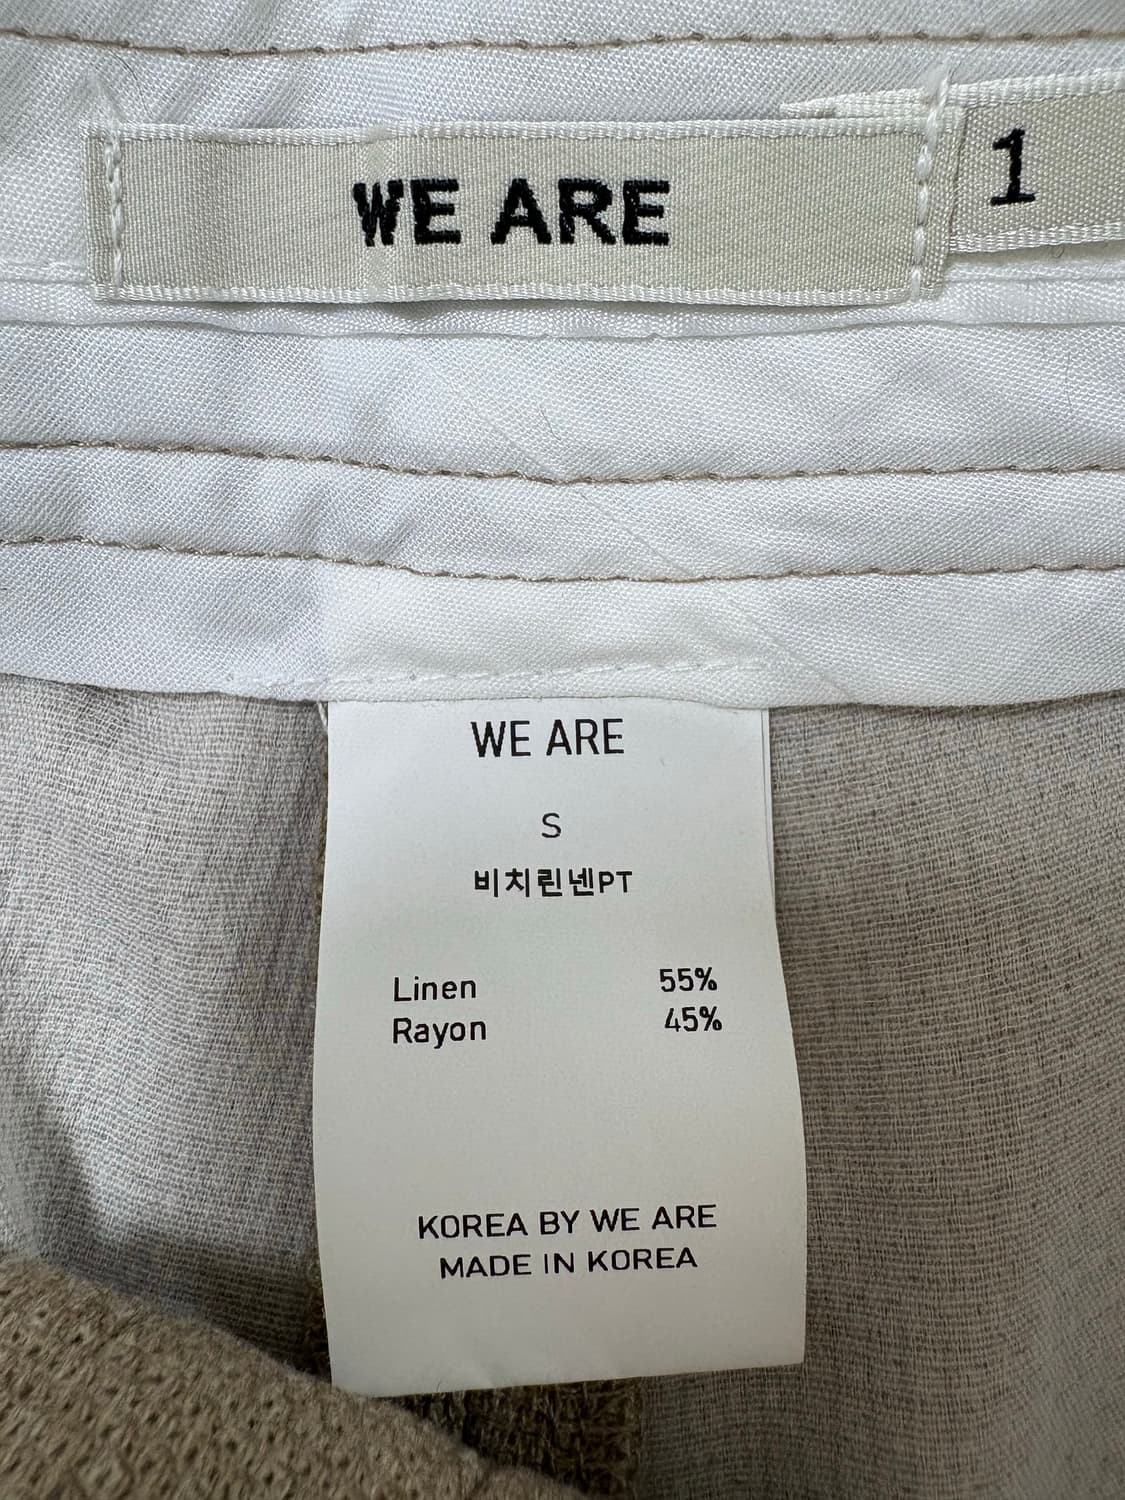 WE ARE
1
WE ARE
S
비치린넨PT
Linen 55%
Rayon 45%
KOREA BY WE ARE
MADE IN KOREA